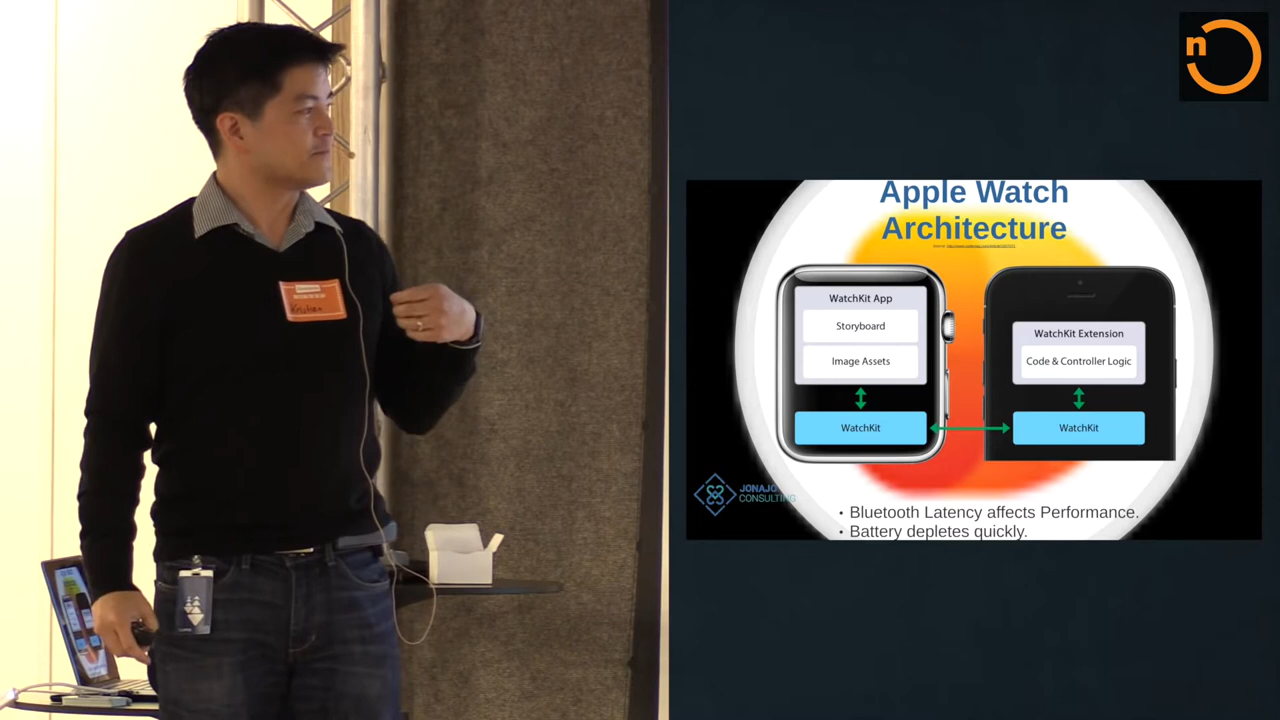 n
Apple Watch
Architecture
WatchKit App
Storyboard
Image Assets
WatchKit
WatchKit Extension
Code & Controller Logic
WatchKit
JONAJO
CONSULTING
• Bluetooth Latency affects Performance.
• Battery depletes quickly.